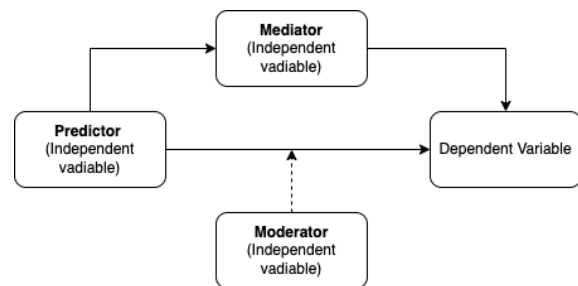 Mediator
(Independent
vadiable)
Predictor
(Independent
vadiable)
Dependent Variable
Moderator
(Independent
vadiable)